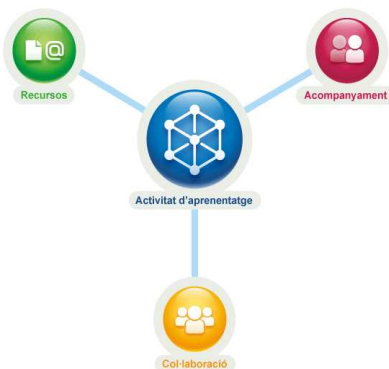 @
Recursos
Acompanyament
Activitat d'aprenentatge
Col·laboració